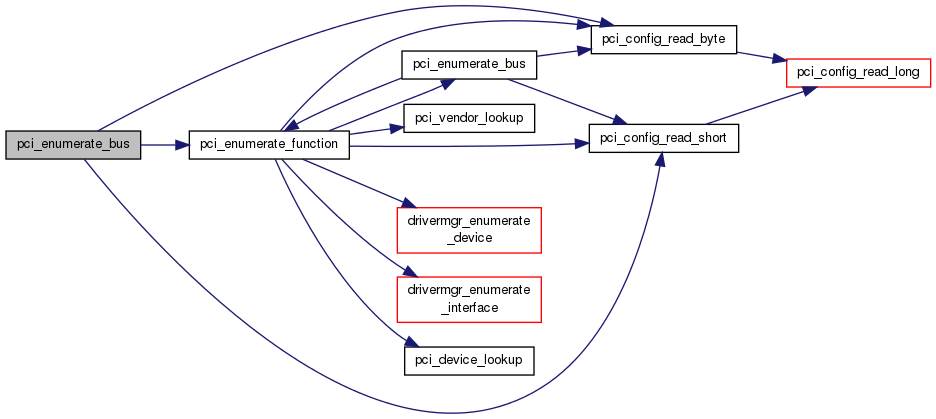 pci_enumerate_bus
pci_enumerate_function
pci_enumerate_bus
pci_vendor_lookup
drivermgr_enumerate
_device
drivermgr_enumerate
_interface
pci_device_lookup
pci_config_read_byte
pci_config_read_short
pci_config_read_long